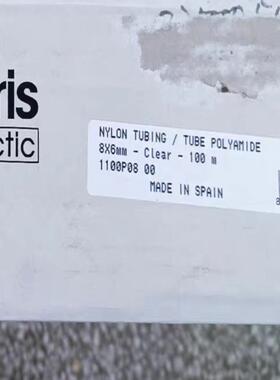 ris
ctic
NYLON TUBING / TUBE POLYAMIDE
8X6mm - Clear - 100 m
1100P08 00
MADE IN SPAIN